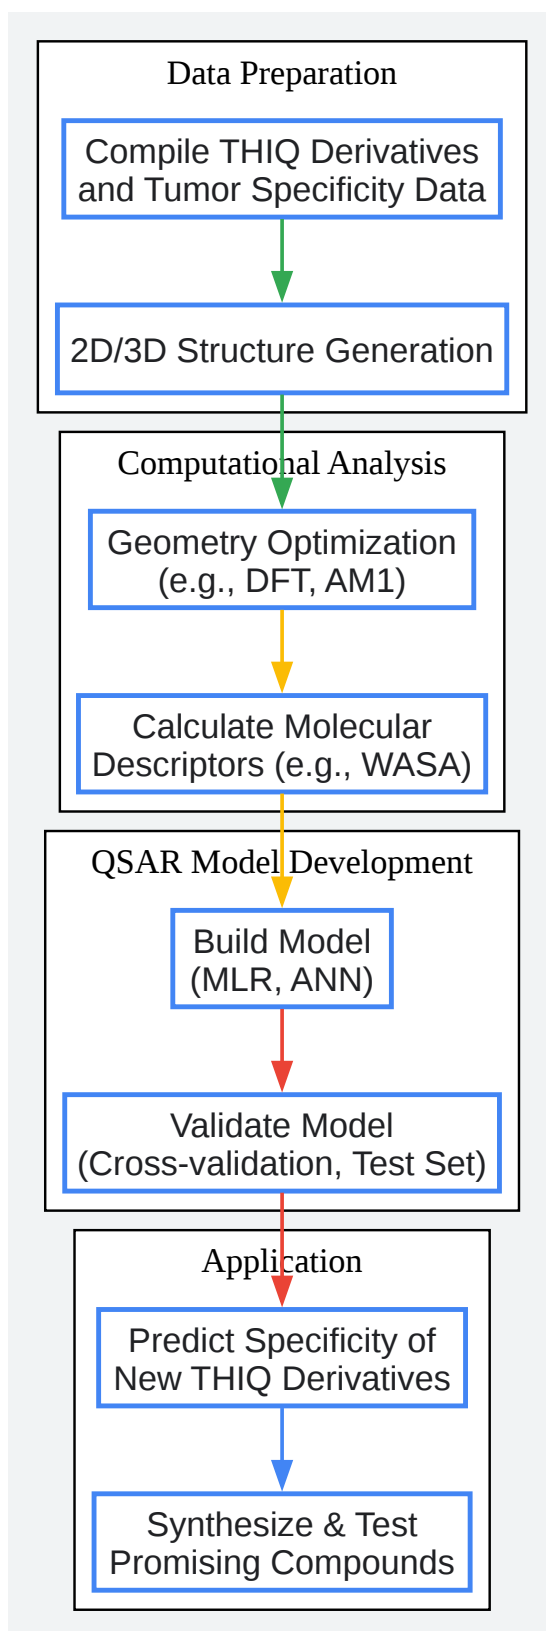 Data Preparation
Compile THIQ Derivatives
and Tumor Specificity Data
2D/3D Structure Generation
Computational Analysis
Geometry Optimization
(e.g., DFT, AM1)
Calculate Molecular
Descriptors (e.g., WASA)
QSAR Model Development
Build Model
(MLR, ANN)
Validate Model
(Cross-validation, Test Set)
Application
Predict Specificity of
New THIQ Derivatives
Synthesize & Test
Promising Compounds